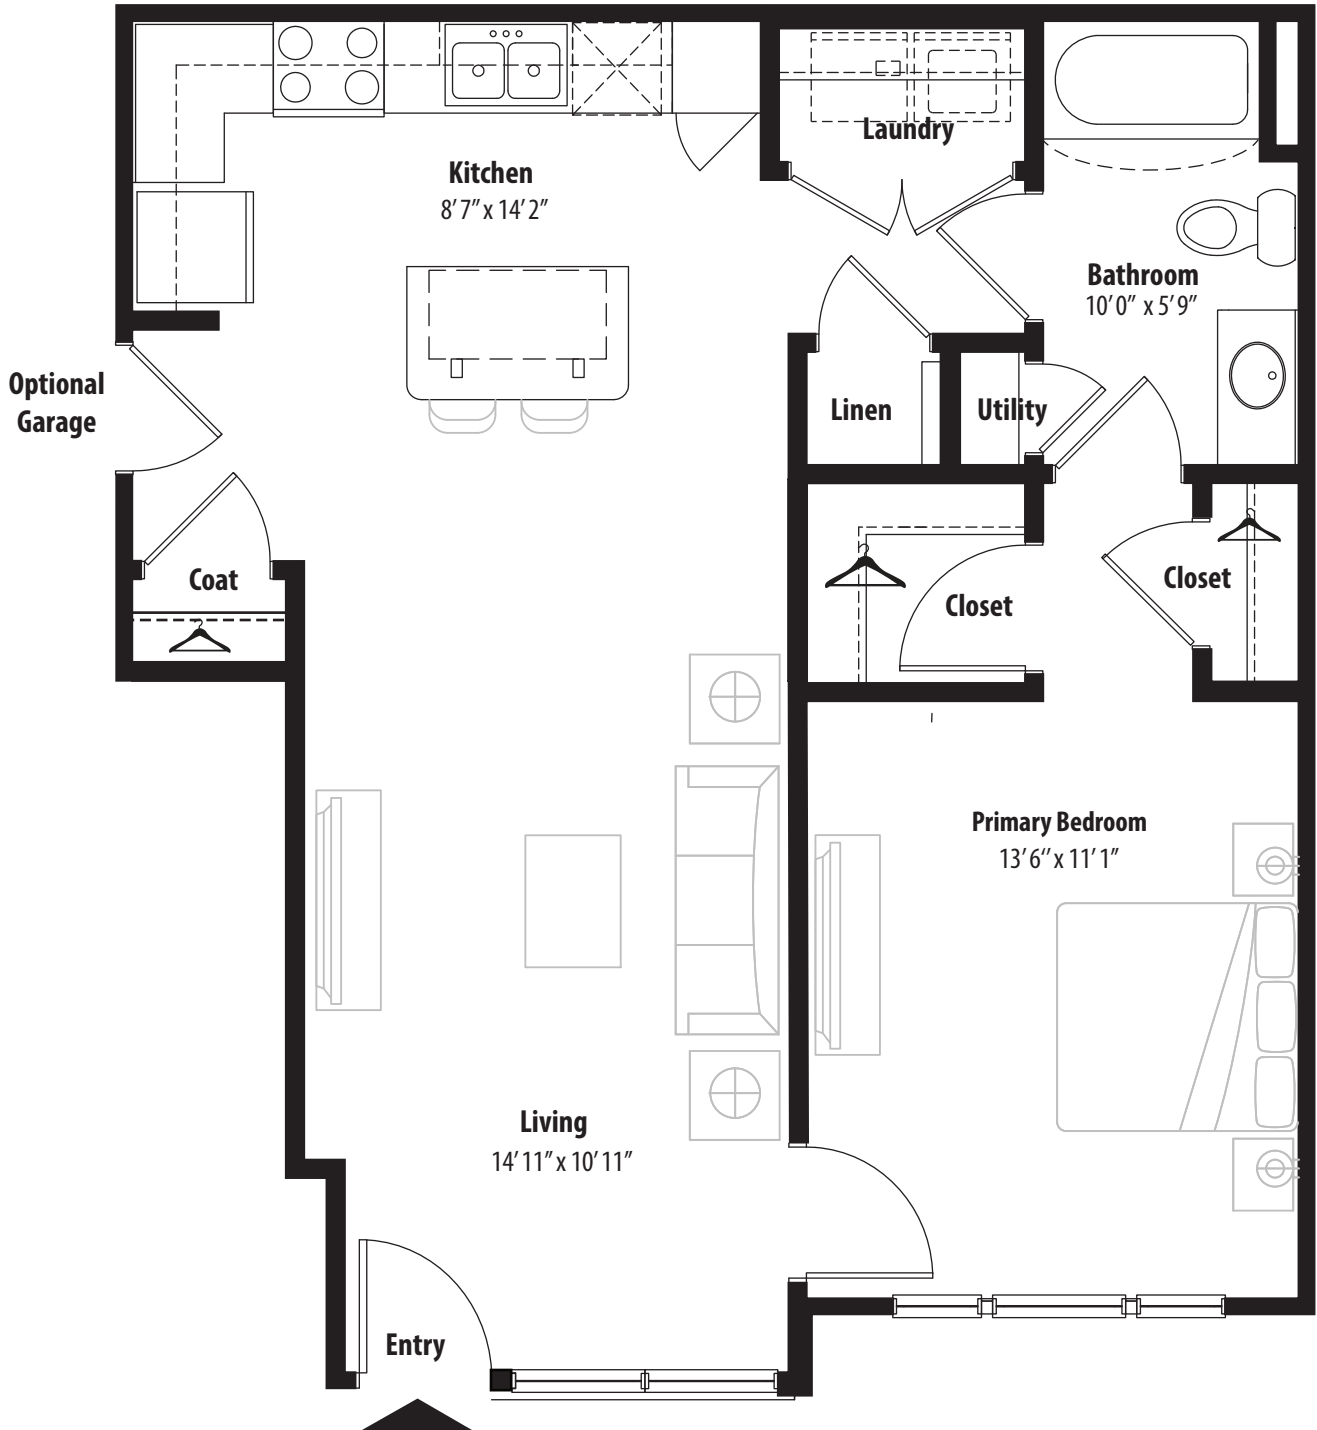 Laundry
Kitchen
8'7" x 14'2"
Bathroom
10'0" x 5'9"
Optional
Garage
Linen
Utility
Coat
Closet
Closet
Primary Bedroom
13'6" x 11'1"
Living
14'11" x 10'11"
Entry